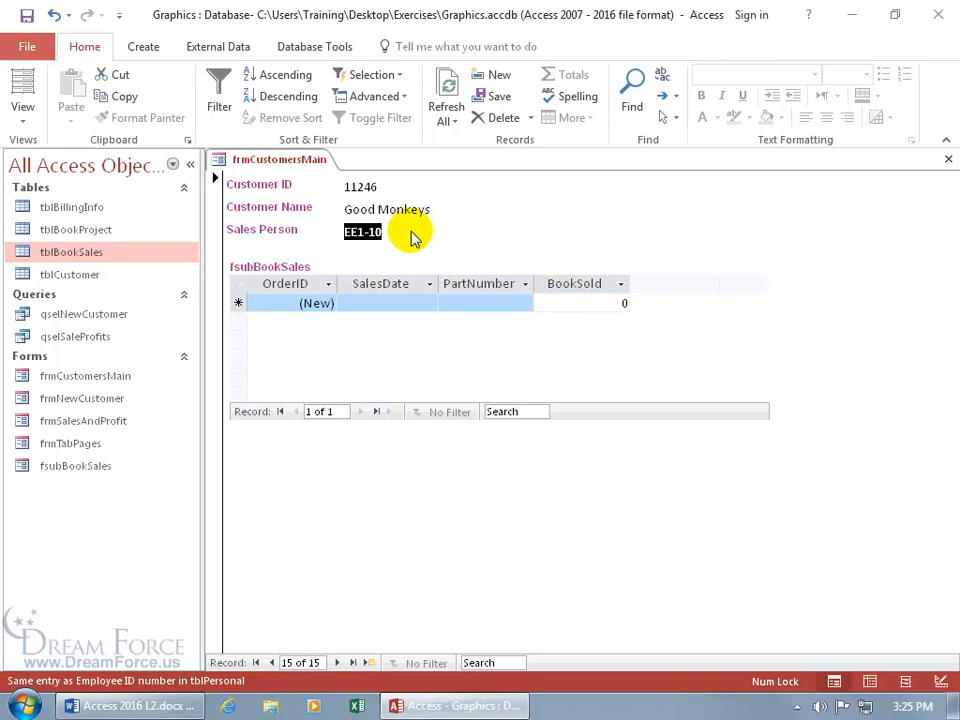 Graphics : Database- C:\Users\Training\Desktop\Exercises\Graphics.accdb (Access 2007 - 2016 file format) - Access Sign in ?
File Home Create External Data Database Tools Tell me what you want to do
View Paste Cut Copy Format Painter
Filter Ascending Descending Remove Sort Selection Advanced Toggle Filter
Refresh All New Save Delete Totals Spelling More
Find
B I U
A
Views Clipboard Sort & Filter Records Find Text Formatting
All Access Objec...
Tables
tblBillingInfo
tblBookProject
tblBookSales
tblCustomer
Queries
qselNewCustomer
qselSaleProfits
Forms
frmCustomersMain
frmNewCustomer
frmSalesAndProfit
frmTabPages
fsubBookSales
frmCustomersMain
Customer ID 11246
Customer Name Good Monkeys
Sales Person EE1-10
fsubBookSales
OrderID SalesDate PartNumber BookSold
(New) 0
Record: 1 of 1 No Filter Search
DREAM FORCE
www.DreamForce.us
Record: 15 of 15 No Filter Search
Same entry as Employee ID number in tblPersonal Num Lock
Access 2016 L2.docx ... Access - Graphics : D... 3:25 PM